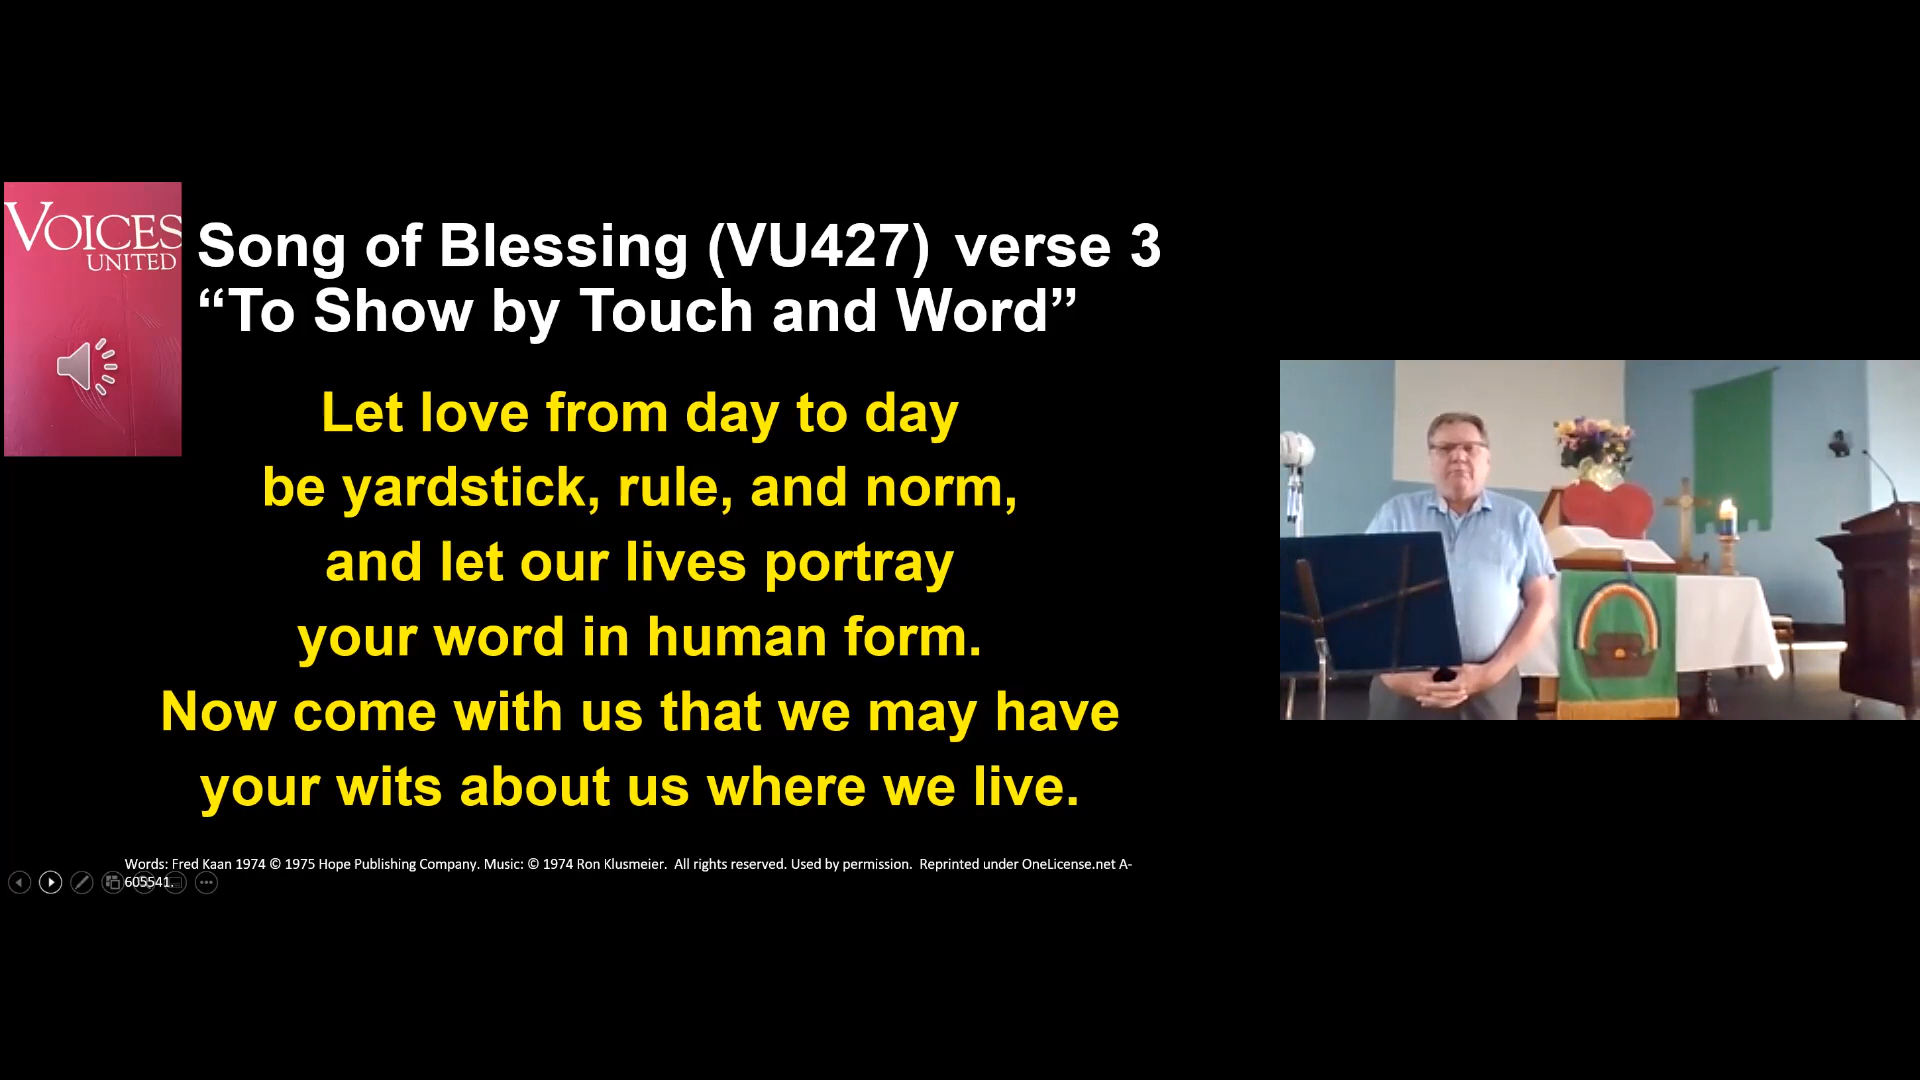 VOICES
UNITED
Song of Blessing (VU427) verse 3
“To Show by Touch and Word”
Let love from day to day
be yardstick, rule, and norm,
and let our lives portray
your word in human form.
Now come with us that we may have
your wits about us where we live.
Words: Fred Kaan 1974 © 1975 Hope Publishing Company. Music: © 1974 Ron Klusmeier. All rights reserved. Used by permission. Reprinted under OneLicense.net A-
605541.